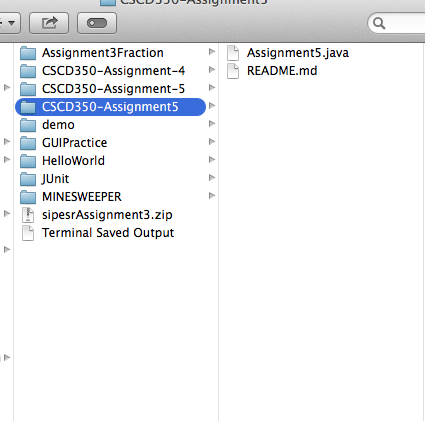 CSCD350-Assignment5
Assignment3Fraction
CSCD350-Assignment-4
CSCD350-Assignment-5
CSCD350-Assignment5
demo
GUIPractice
HelloWorld
JUnit
MINESWEEPER
sipesrAssignment3.zip
Terminal Saved Output
Assignment5.java
README.md